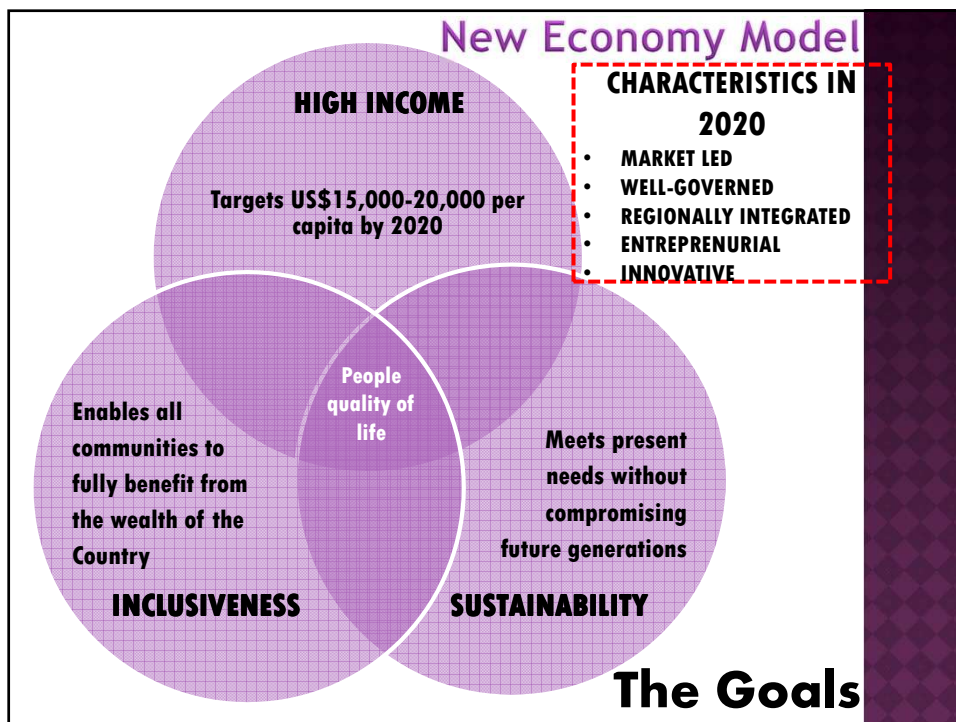 New Economy Model
CHARACTERISTICS IN
2020
• MARKET LED
• WELL-GOVERNED
• REGIONALLY INTEGRATED
• ENTREPRENURIAL
• INNOVATIVE
HIGH INCOME
Targets US$15,000-20,000 per
capita by 2020
People
quality of
life
Enables all
communities to
fully benefit from
the wealth of the
Country
INCLUSIVENESS
Meets present
needs without
compromising
future generations
SUSTAINABILITY
The Goals